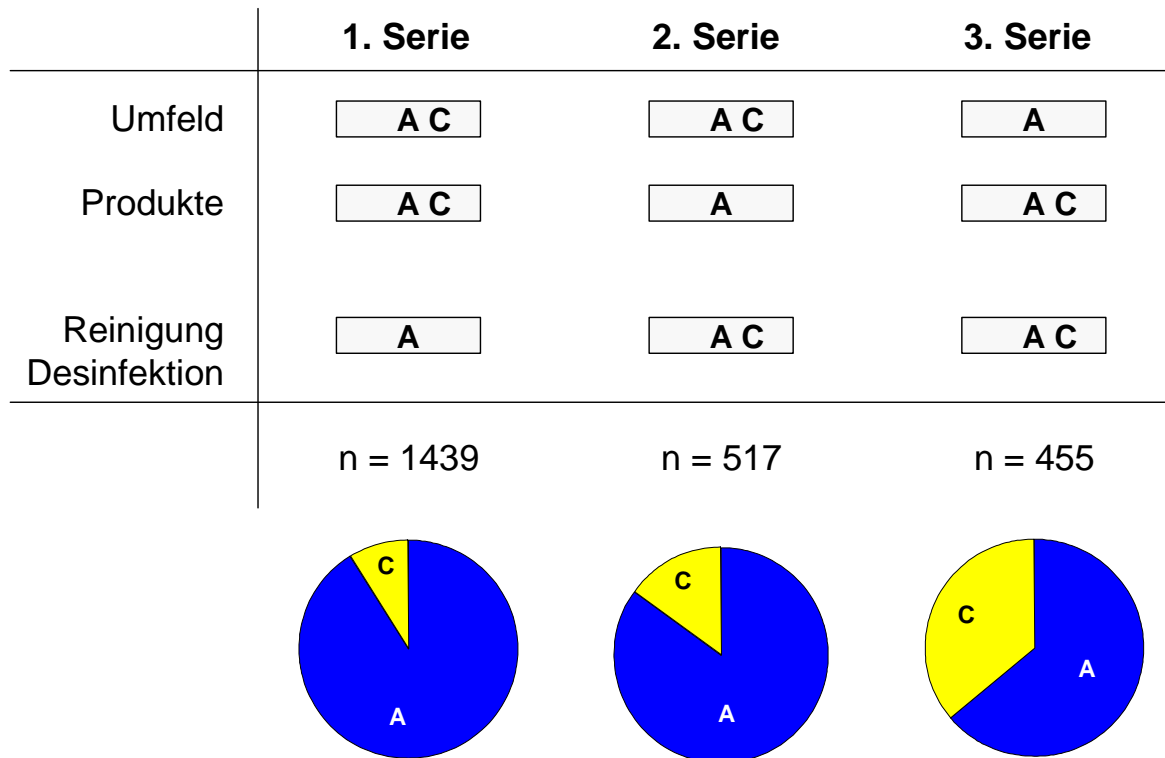 1. Serie 2. Serie 3. Serie
Umfeld A C A C A
Produkte A C A A C
Reinigung
Desinfektion A A C A C
n = 1439 n = 517 n = 455
C C C
A A A